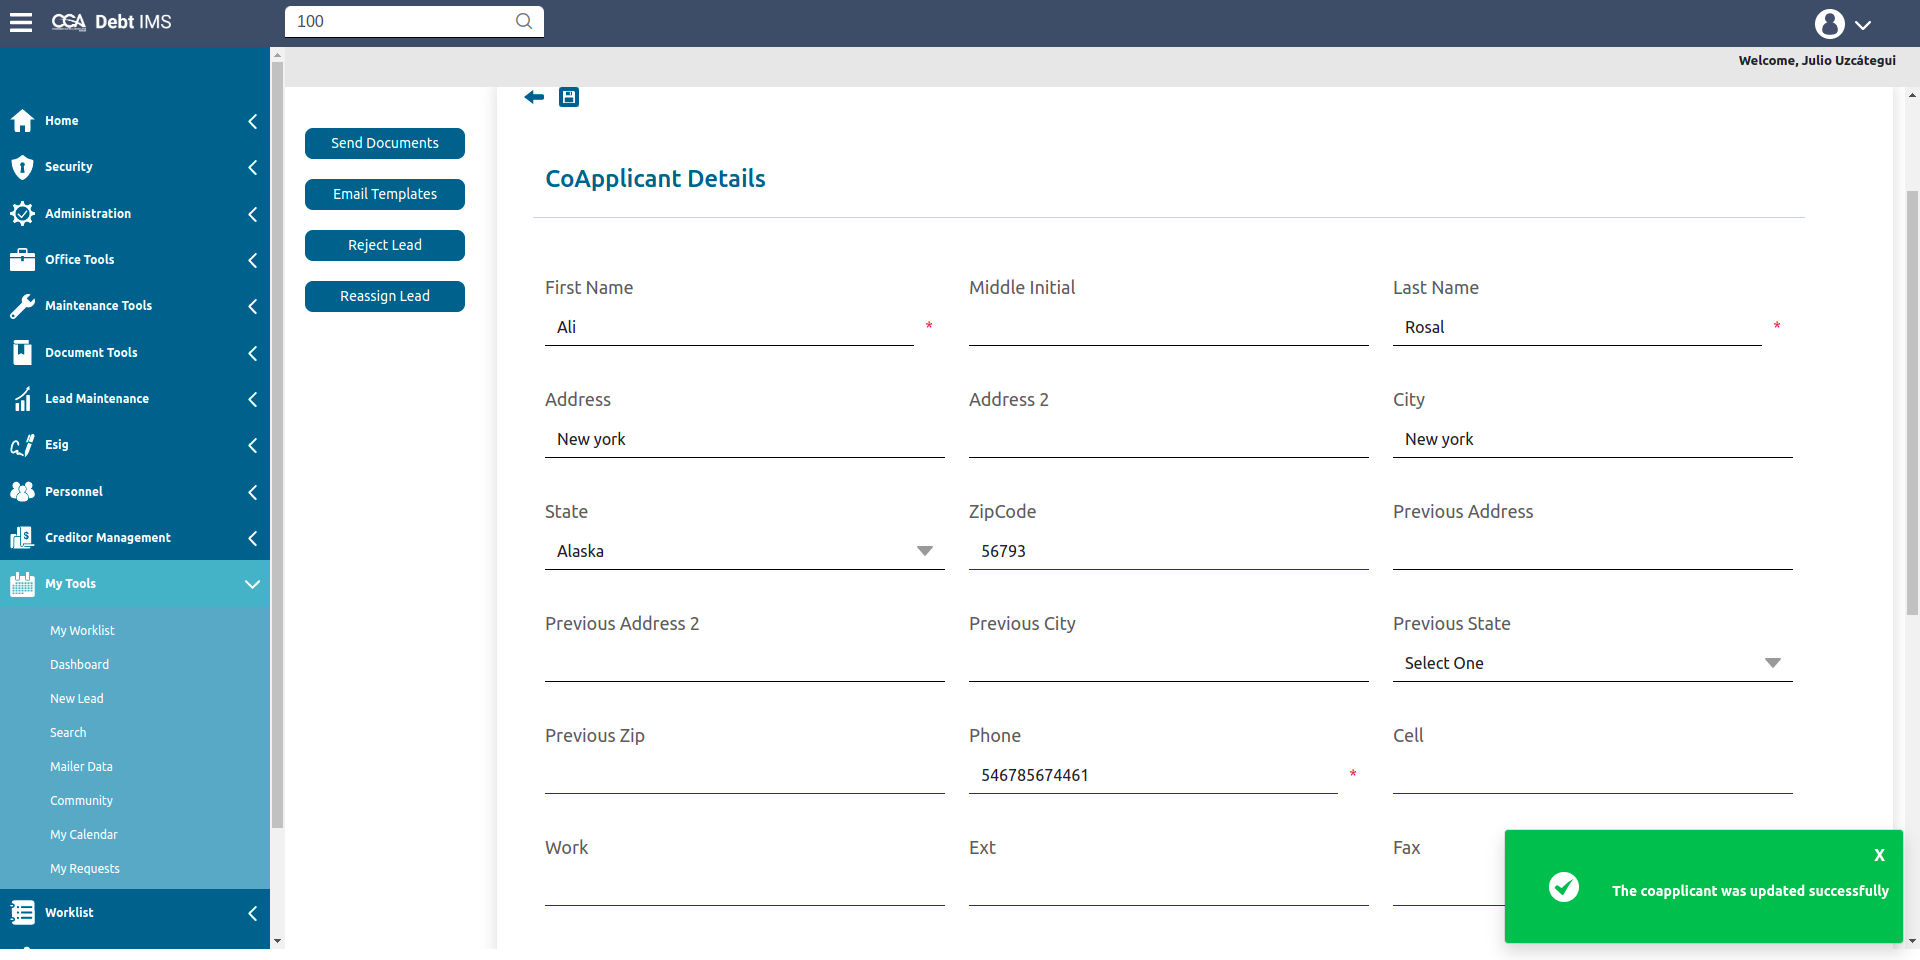 CGA Debt IMS
100
Welcome, Julio Uzcátegui
Home
Security
Administration
Office Tools
Maintenance Tools
Document Tools
Lead Maintenance
Esig
Personnel
Creditor Management
My Tools
My Worklist
Dashboard
New Lead
Search
Mailer Data
Community
My Calendar
My Requests
Worklist
Send Documents
Email Templates
Reject Lead
Reassign Lead
CoApplicant Details
First Name Middle Initial Last Name
Ali * Rosal *
Address Address 2 City
New york New york
State ZipCode Previous Address
Alaska 56793
Previous Address 2 Previous City Previous State
Select One
Previous Zip Phone Cell
546785674461 *
Work Ext Fax
X
The coapplicant was updated successfully